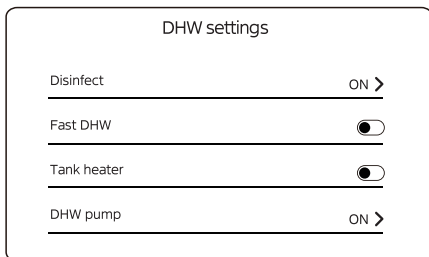 DHW settings
Disinfect ON
Fast DHW
Tank heater
DHW pump ON